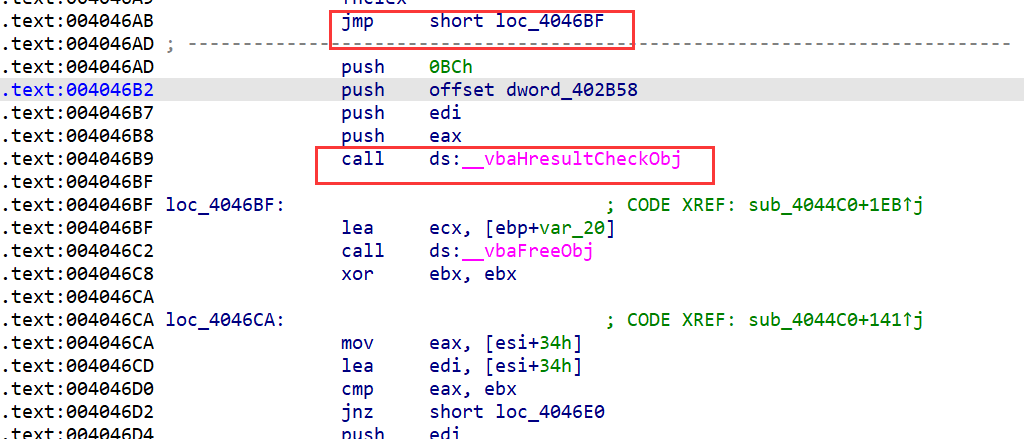 .text:004046AB jmp short loc_4046BF
.text:004046AD ; ---------------------------------------------------------------------------
.text:004046AD push 0BCh
.text:004046B2 push offset dword_402B58
.text:004046B7 push edi
.text:004046B8 push eax
.text:004046B9 call ds:__vbaHresultCheckObj
.text:004046BF
.text:004046BF loc_4046BF: ; CODE XREF: sub_4044C0+1EB↑j
.text:004046BF lea ecx, [ebp+var_20]
.text:004046C2 call ds:__vbaFreeObj
.text:004046C8 xor ebx, ebx
.text:004046CA
.text:004046CA loc_4046CA: ; CODE XREF: sub_4044C0+141↑j
.text:004046CA mov eax, [esi+34h]
.text:004046CD lea edi, [esi+34h]
.text:004046D0 cmp eax, ebx
.text:004046D2 jnz short loc_4046E0
.text:004046D4 push edi